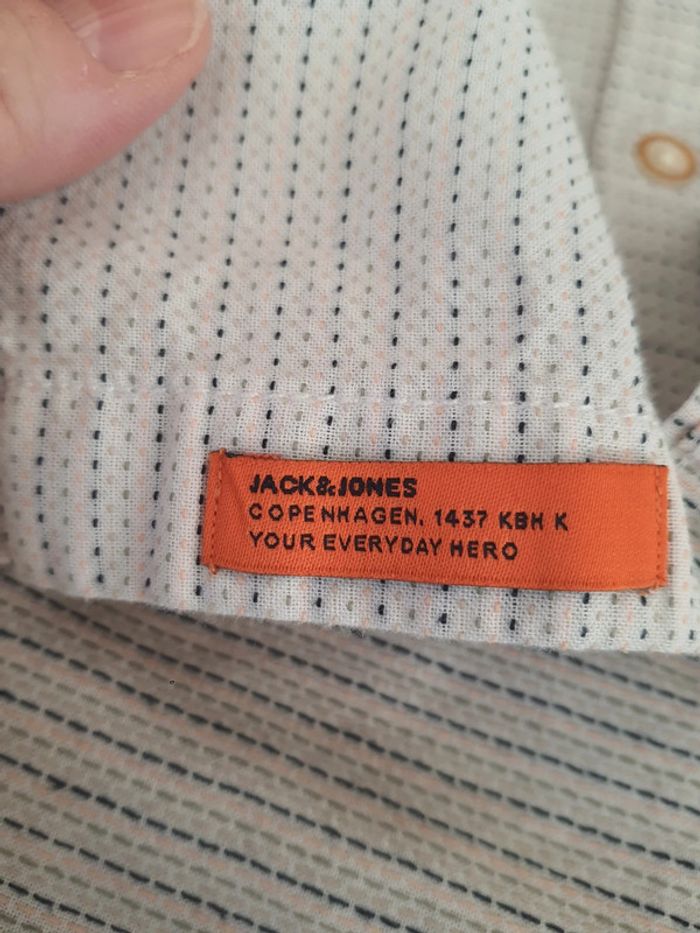 JACK&JONES
COPENHAGEN, 1437 KBH K
YOUR EVERYDAY HERO